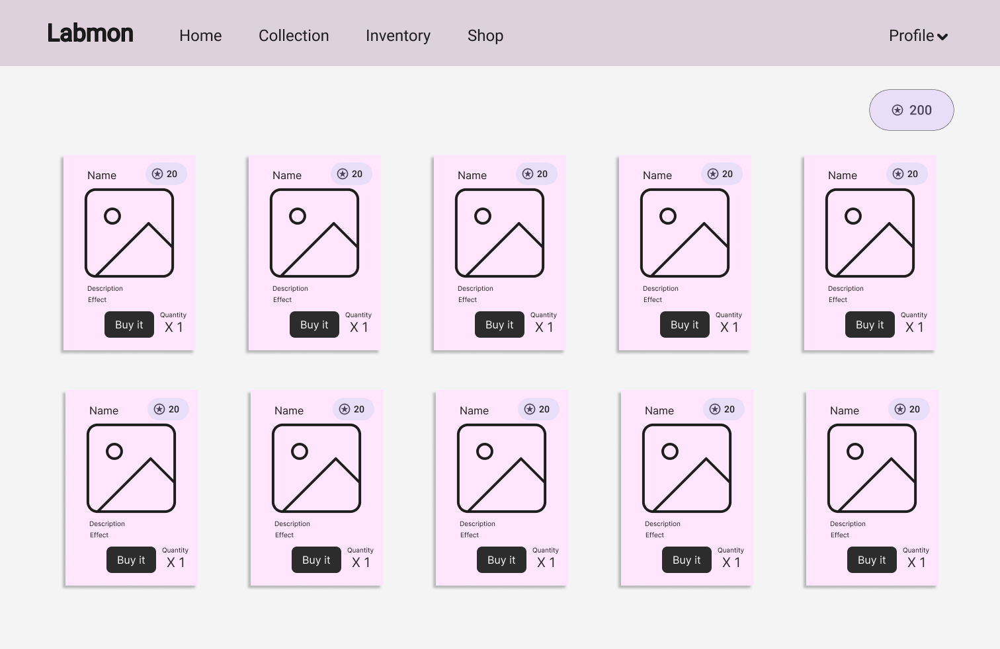 Labmon Home Collection Inventory Shop Profile
200
Name 20 Name 20 Name 20 Name 20 Name 20
Description Description Description Description Description
Effect Effect Effect Effect Effect
Quantity Quantity Quantity Quantity Quantity
Buy it X 1 Buy it X 1 Buy it X 1 Buy it X 1 Buy it X 1
Name 20 Name 20 Name 20 Name 20 Name 20
Description Description Description Description Description
Effect Effect Effect Effect Effect
Quantity Quantity Quantity Quantity Quantity
Buy it X 1 Buy it X 1 Buy it X 1 Buy it X 1 Buy it X 1